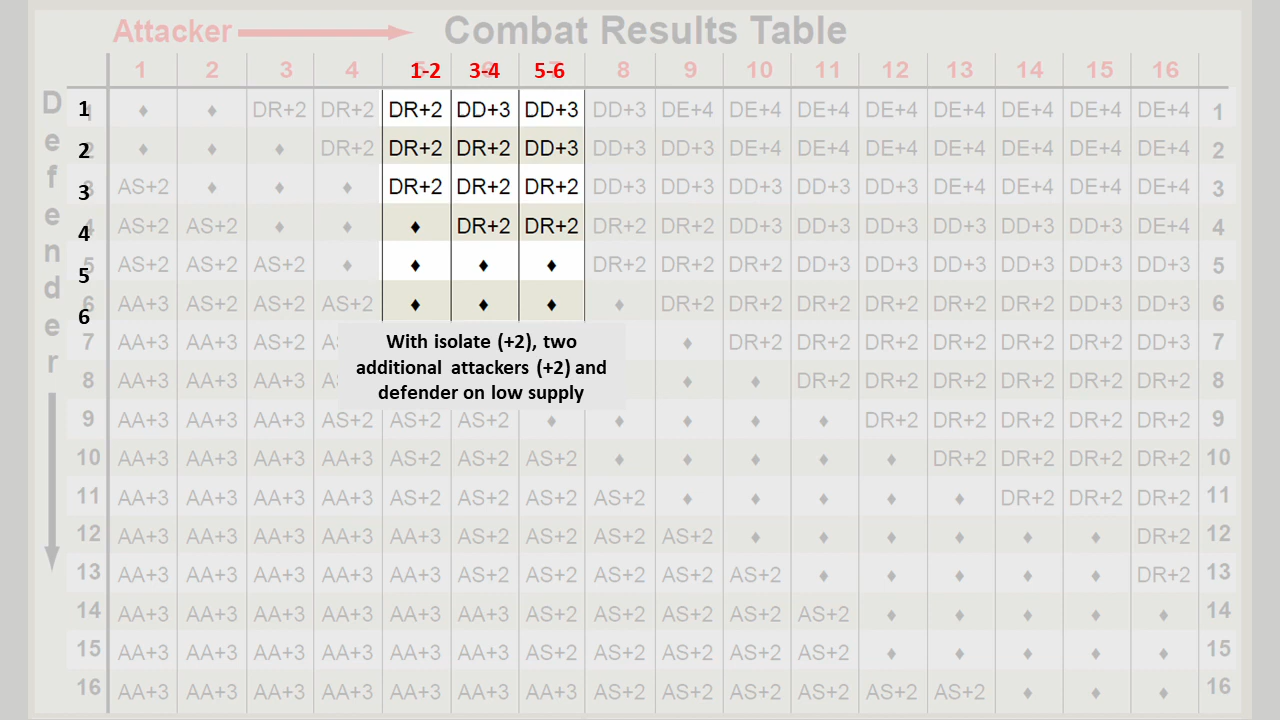 Attacker Combat Results Table
1 2 3 4 1-2 3-4 5-6 8 9 10 11 12 13 14 15 16
Defender
1 ♦ ♦ DR+2 DR+2 DR+2 DD+3 DD+3 DD+3 DE+4 DE+4 DE+4 DE+4 DE+4 DE+4 DE+4 DE+4 1
2 ♦ ♦ ♦ DR+2 DR+2 DR+2 DD+3 DD+3 DD+3 DE+4 DE+4 DE+4 DE+4 DE+4 DE+4 DE+4 2
3 AS+2 ♦ ♦ ♦ DR+2 DR+2 DR+2 DD+3 DD+3 DD+3 DD+3 DD+3 DE+4 DE+4 DE+4 DE+4 3
4 AS+2 AS+2 ♦ ♦ ♦ DR+2 DR+2 DR+2 DR+2 DD+3 DD+3 DD+3 DD+3 DD+3 DD+3 DE+4 4
5 AS+2 AS+2 AS+2 ♦ ♦ ♦ ♦ DR+2 DR+2 DR+2 DD+3 DD+3 DD+3 DD+3 DD+3 DD+3 5
6 AA+3 AS+2 AS+2 AS+2 ♦ ♦ ♦ ♦ DR+2 DR+2 DR+2 DR+2 DR+2 DR+2 DD+3 DD+3 6
7 AA+3 AA+3 AS+2 ♦ DR+2 DR+2 DR+2 DR+2 DR+2 DR+2 DD+3 7
With isolate (+2), two
additional attackers (+2) and
defender on low supply
8 AA+3 AA+3 AA+3 ♦ ♦ DR+2 DR+2 DR+2 DR+2 DR+2 DR+2 8
9 AA+3 AA+3 AA+3 AS+2 AS+2 AS+2 ♦ ♦ ♦ ♦ ♦ DR+2 DR+2 DR+2 DR+2 DR+2 9
10 AA+3 AA+3 AA+3 AA+3 AS+2 AS+2 AS+2 ♦ ♦ ♦ ♦ ♦ DR+2 DR+2 DR+2 DR+2 10
11 AA+3 AA+3 AA+3 AA+3 AS+2 AS+2 AS+2 AS+2 ♦ ♦ ♦ ♦ ♦ DR+2 DR+2 DR+2 11
12 AA+3 AA+3 AA+3 AA+3 AA+3 AS+2 AS+2 AS+2 AS+2 ♦ ♦ ♦ ♦ ♦ ♦ DR+2 12
13 AA+3 AA+3 AA+3 AA+3 AA+3 AS+2 AS+2 AS+2 AS+2 AS+2 ♦ ♦ ♦ ♦ ♦ DR+2 13
14 AA+3 AA+3 AA+3 AA+3 AA+3 AA+3 AS+2 AS+2 AS+2 AS+2 AS+2 ♦ ♦ ♦ ♦ ♦ 14
15 AA+3 AA+3 AA+3 AA+3 AA+3 AA+3 AS+2 AS+2 AS+2 AS+2 AS+2 ♦ ♦ ♦ ♦ ♦ 15
16 AA+3 AA+3 AA+3 AA+3 AA+3 AA+3 AA+3 AS+2 AS+2 AS+2 AS+2 AS+2 AS+2 ♦ ♦ ♦ 16